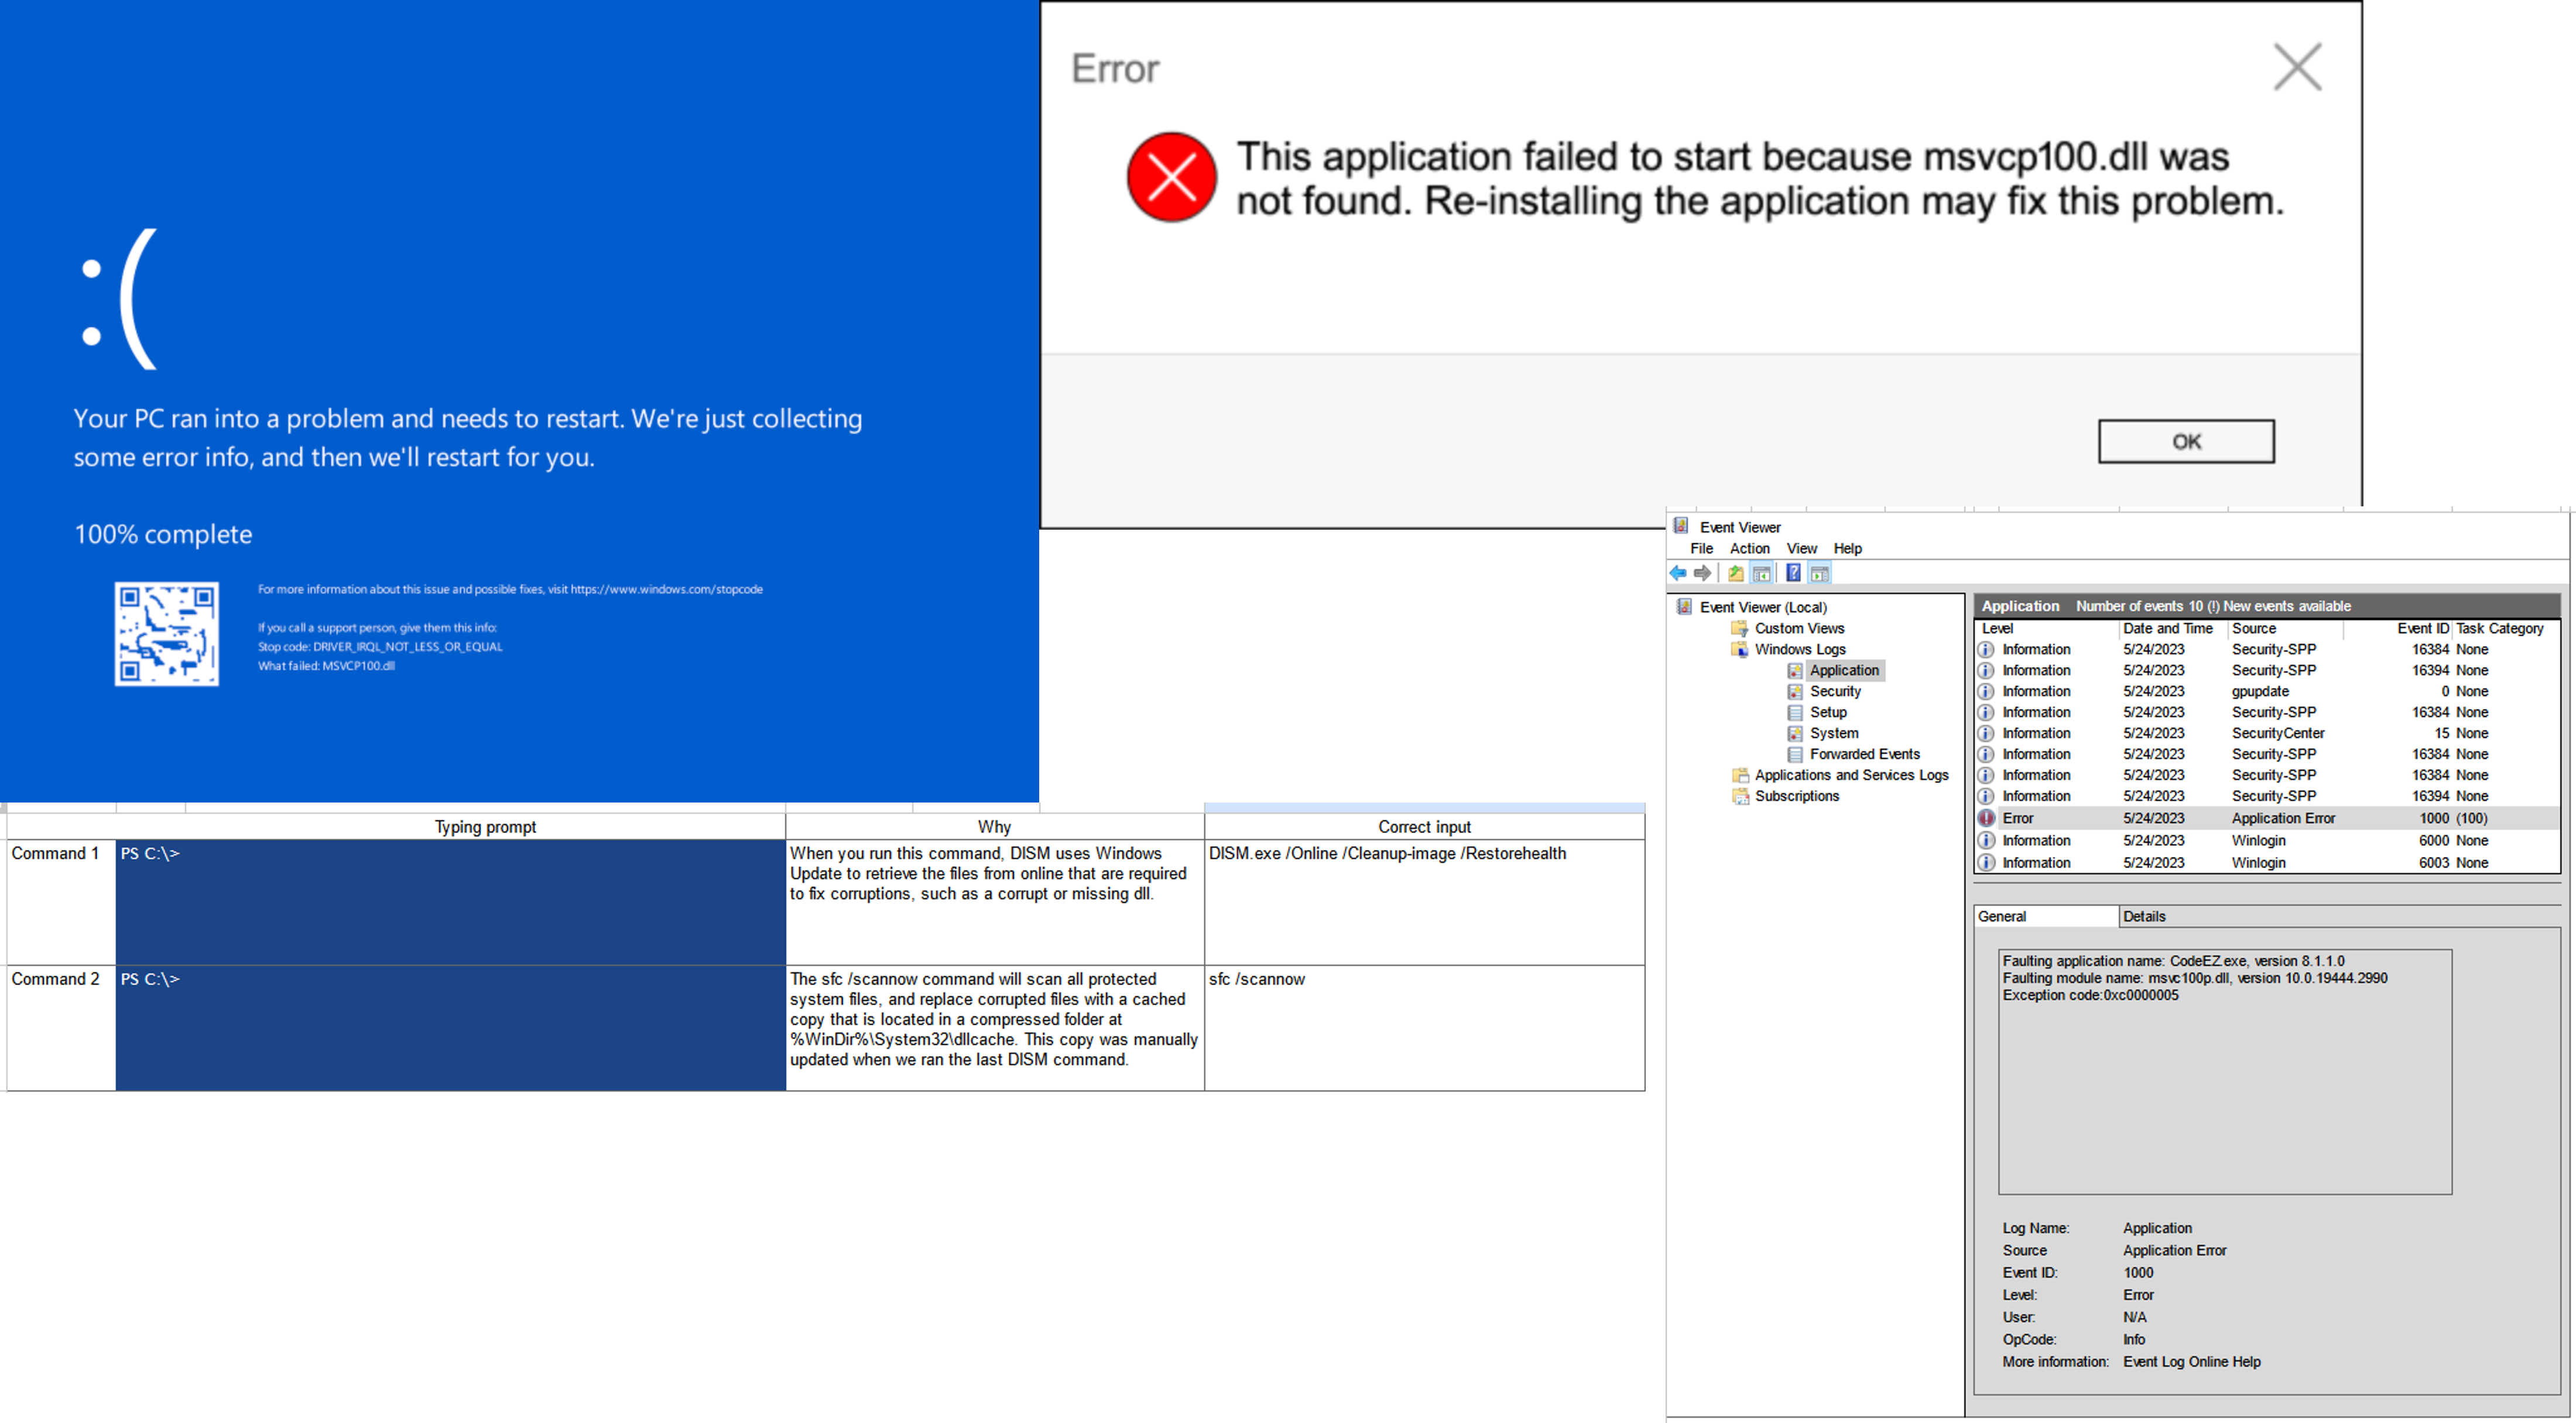 :(
Your PC ran into a problem and needs to restart. We're just collecting
some error info, and then we'll restart for you.
100% complete
For more information about this issue and possible fixes, visit https://www.windows.com/stopcode
If you call a support person, give them this info:
Stop code: DRIVER_IRQL_NOT_LESS_OR_EQUAL
What failed: MSVCP100.dll
Error
This application failed to start because msvcp100.dll was
not found. Re-installing the application may fix this problem.
OK
Typing prompt Why Correct input
Command 1 PS C:\> When you run this command, DISM uses Windows DISM.exe /Online /Cleanup-image /Restorehealth
Update to retrieve the files from online that are required
to fix corruptions, such as a corrupt or missing dll.
Command 2 PS C:\> The sfc /scannow command will scan all protected sfc /scannow
system files, and replace corrupted files with a cached
copy that is located in a compressed folder at
%WinDir%\System32\dllcache. This copy was manually
updated when we ran the last DISM command.
Event Viewer
File Action View Help
Event Viewer (Local)
Custom Views
Windows Logs
Application
Security
Setup
System
Forwarded Events
Applications and Services Logs
Subscriptions
Application Number of events 10 (!) New events available
Level Date and Time Source Event ID Task Category
Information 5/24/2023 Security-SPP 16384 None
Information 5/24/2023 Security-SPP 16394 None
Information 5/24/2023 gpupdate 0 None
Information 5/24/2023 Security-SPP 16384 None
Information 5/24/2023 SecurityCenter 15 None
Information 5/24/2023 Security-SPP 16384 None
Information 5/24/2023 Security-SPP 16384 None
Information 5/24/2023 Security-SPP 16394 None
Error 5/24/2023 Application Error 1000 (100)
Information 5/24/2023 Winlogin 6000 None
Information 5/24/2023 Winlogin 6003 None
General Details
Faulting application name: CodeEZ.exe, version 8.1.1.0
Faulting module name: msvc100p.dll, version 10.0.19444.2990
Exception code:0xc0000005
Log Name: Application
Source Application Error
Event ID: 1000
Level: Error
User: N/A
OpCode: Info
More information: Event Log Online Help